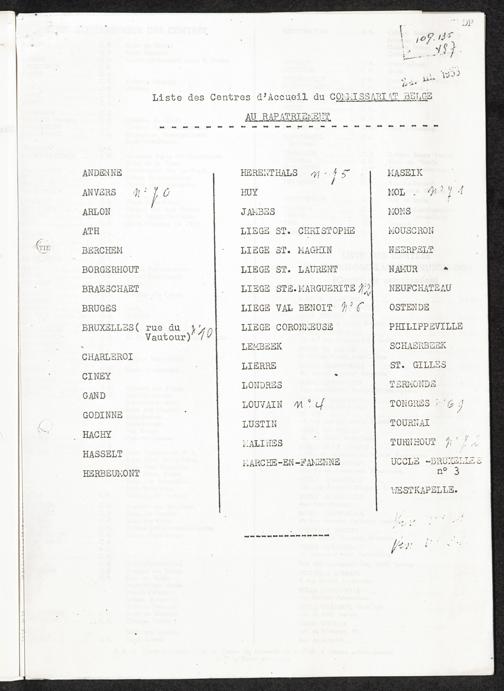 109.135
487
Liste des Centres d'Accueil du COMMISSARIAT BELGE
AU RAPATRIEMENT
ANDENNE
ANVERS n° 70
ARLON
ATH
BERCHEM
BORGERHOUT
BRAESCHAET
BRUGES
BRUXELLES( rue du
Vautour) n° 10
CHARLEROI
CINEY
GAND
GODINNE
HACHY
HASSELT
HERBEUMONT
HERENTHALS n° 75
HUY
JAMBES
LIEGE ST. CHRISTOPHE
LIEGE ST. MAGHIN
LIEGE ST. LAURENT
LIEGE STE.MARGUERITE n°2
LIEGE VAL BENOIT n° 6
LIEGE CORONMEUSE
LEMBEEK
LIERRE
LONDRES
LOUVAIN n° 4
LUSTIN
MALINES
MARCHE-EN-FAMENNE
MASEIK
MOL n° 71
MONS
MOUSCRON
NEERPELT
NAMUR
NEUFCHATEAU
OSTENDE
PHILIPPEVILLE
SCHAERBEEK
ST. GILLES
TERMONDE
TONGRES n° 69
TOURNAI
TURNHOUT n° 72
UCCLE -BRUXELLES
n° 3
WESTKAPELLE.